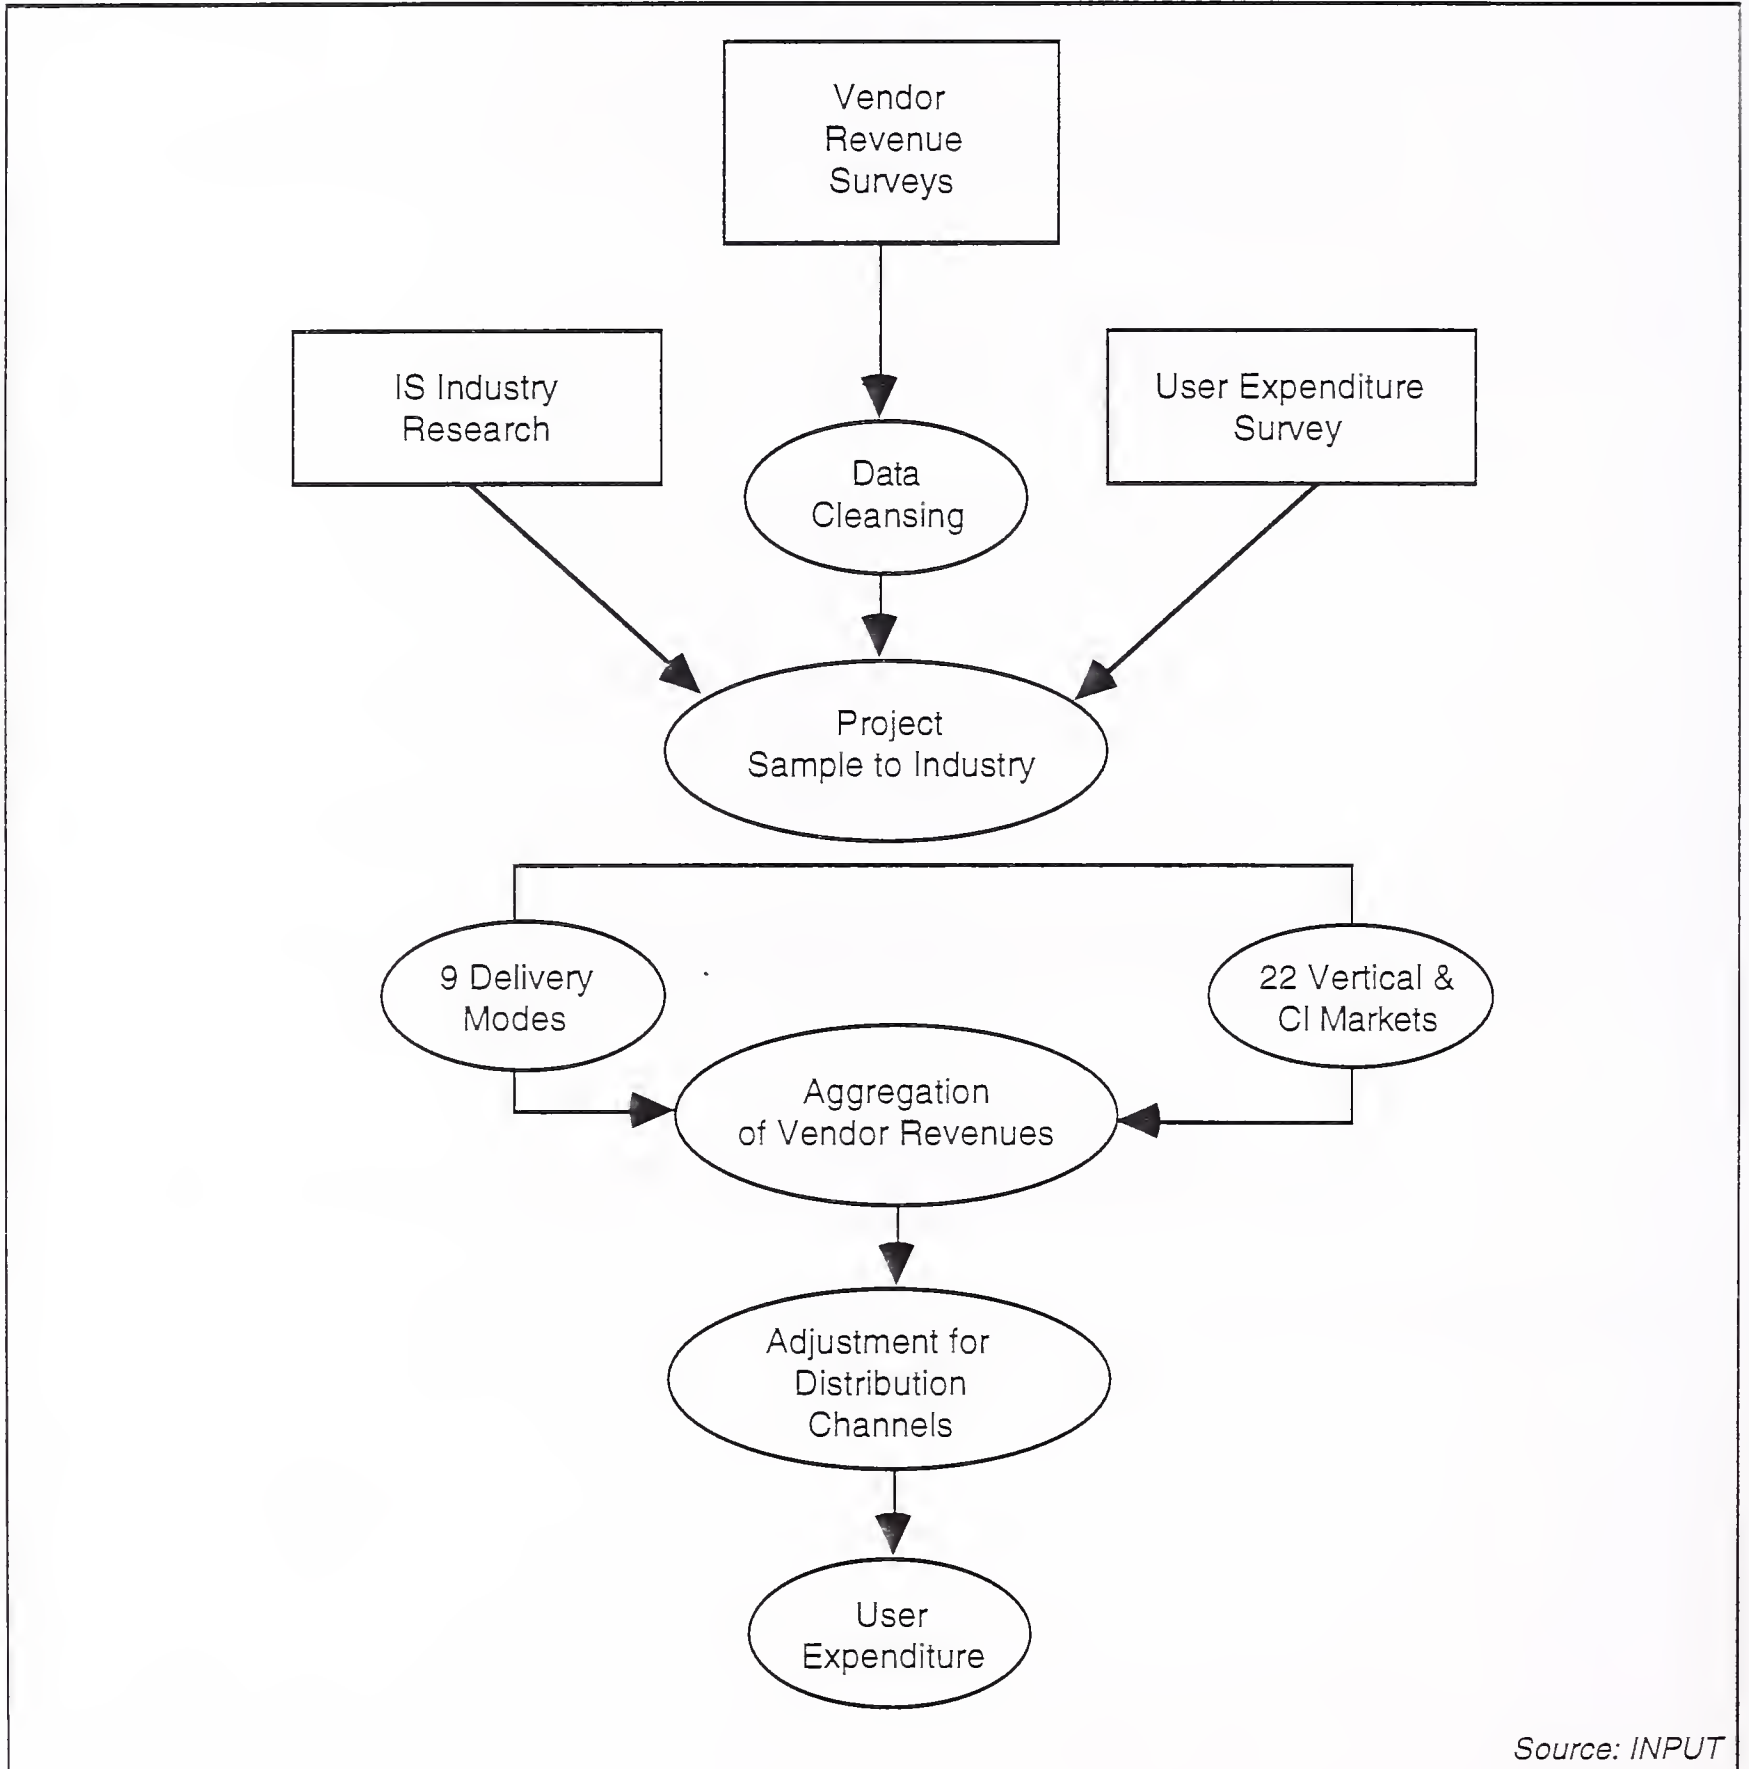 Vendor
Revenue
Surveys
IS Industry
Research
User Expenditure
Survey
Data
Cleansing
Project
Sample to Industry
9 Delivery
Modes
22 Vertical &
CI Markets
Aggregation
of Vendor Revenues
Adjustment for
Distribution
Channels
User
Expenditure
Source: INPUT